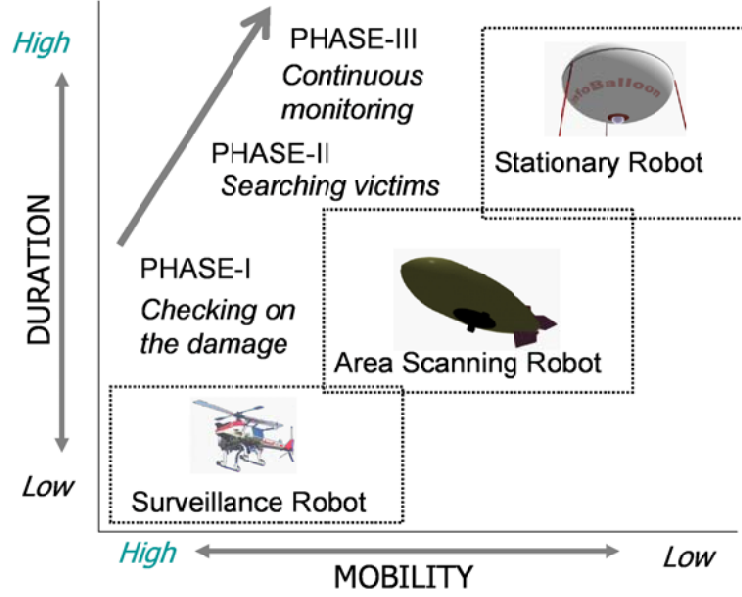 High
PHASE-III
Continuous
monitoring
InfoBalloon
Stationary Robot
PHASE-II
Searching victims
DURATION
PHASE-I
Checking on
the damage
Area Scanning Robot
Low
Surveillance Robot
High
Low
MOBILITY